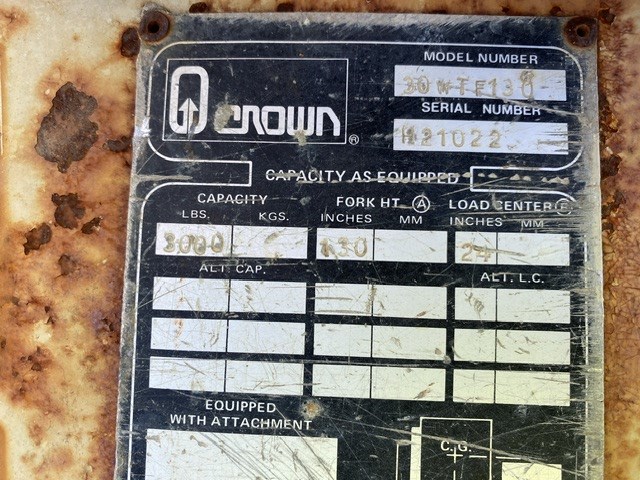 MODEL NUMBER
CROWN ®
30WTF130
SERIAL NUMBER
H21022
CAPACITY AS EQUIPPED
CAPACITY FORK HT. A LOAD CENTER E
LBS. KGS. INCHES MM INCHES MM
3000 130 24
ALT. CAP. ALT. L.C.
EQUIPPED
WITH ATTACHMENT
C.G.